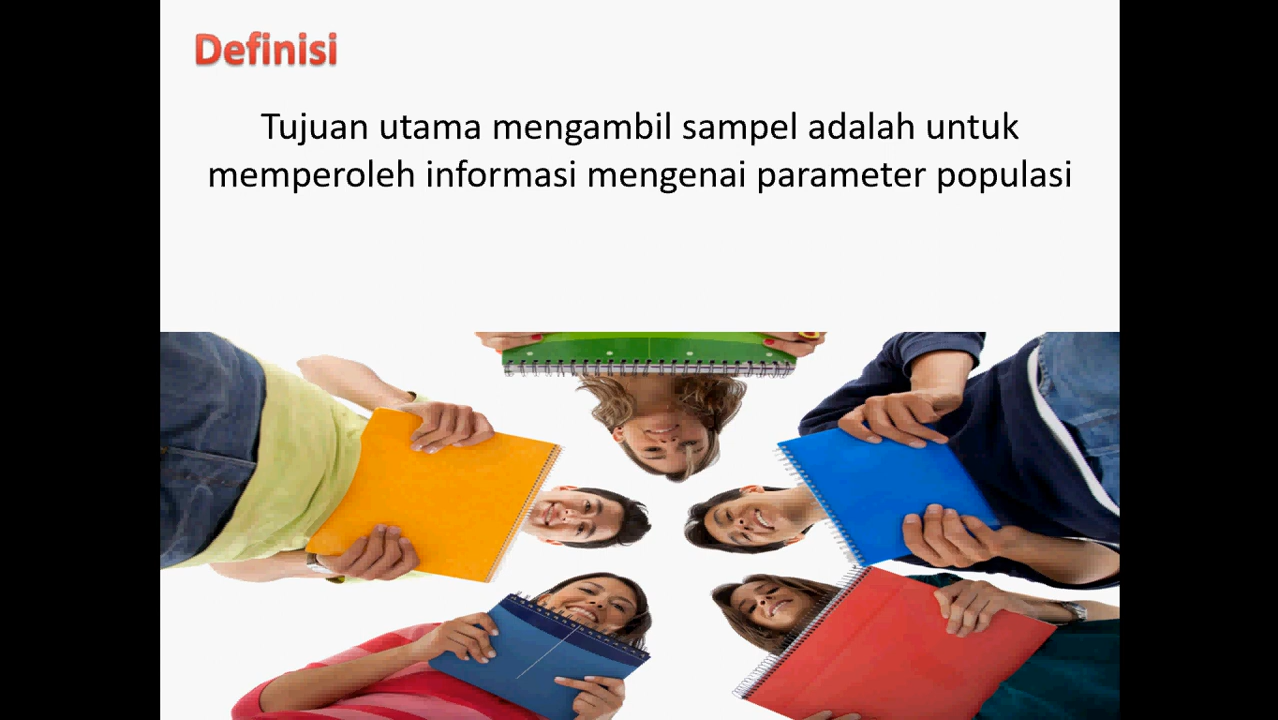 Definisi
Tujuan utama mengambil sampel adalah untuk
memperoleh informasi mengenai parameter populasi